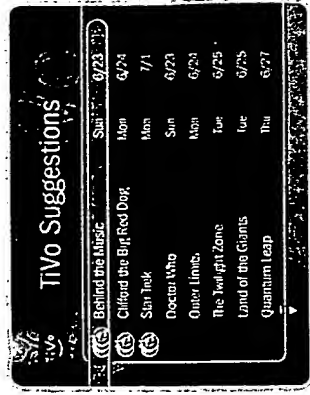 TiVo
TiVo Suggestions
Behind the Music Sun 6/23
Clifford the Big Red Dog Mon 6/24
Star Trek Mon 7/1
Doctor Who Sun 6/23
Outer Limits Mon 6/24
The Twilight Zone Tue 6/25
Land of the Giants Tue 6/25
Quantum Leap Thu 6/27